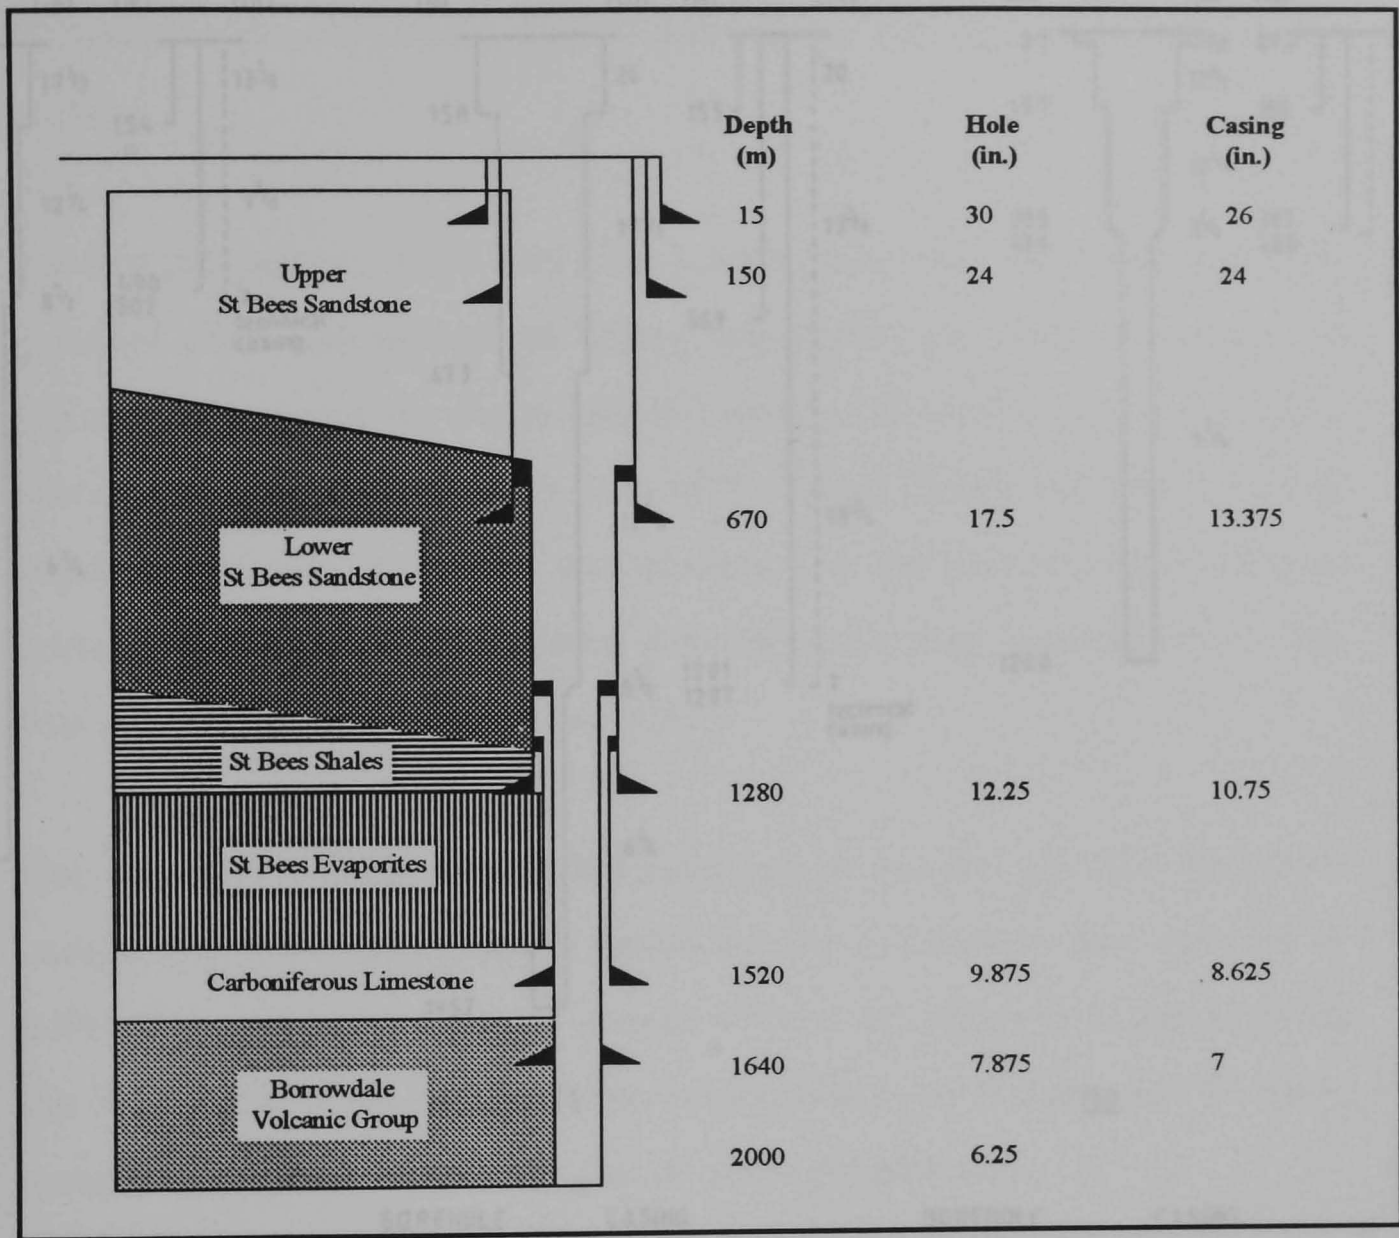 Depth Hole Casing
(m) (in.) (in.)
15 30 26
Upper
St Bees Sandstone
150 24 24
Lower
St Bees Sandstone
670 17.5 13.375
St Bees Shales
1280 12.25 10.75
St Bees Evaporites
Carboniferous Limestone
1520 9.875 8.625
1640 7.875 7
Borrowdale
Volcanic Group
2000 6.25